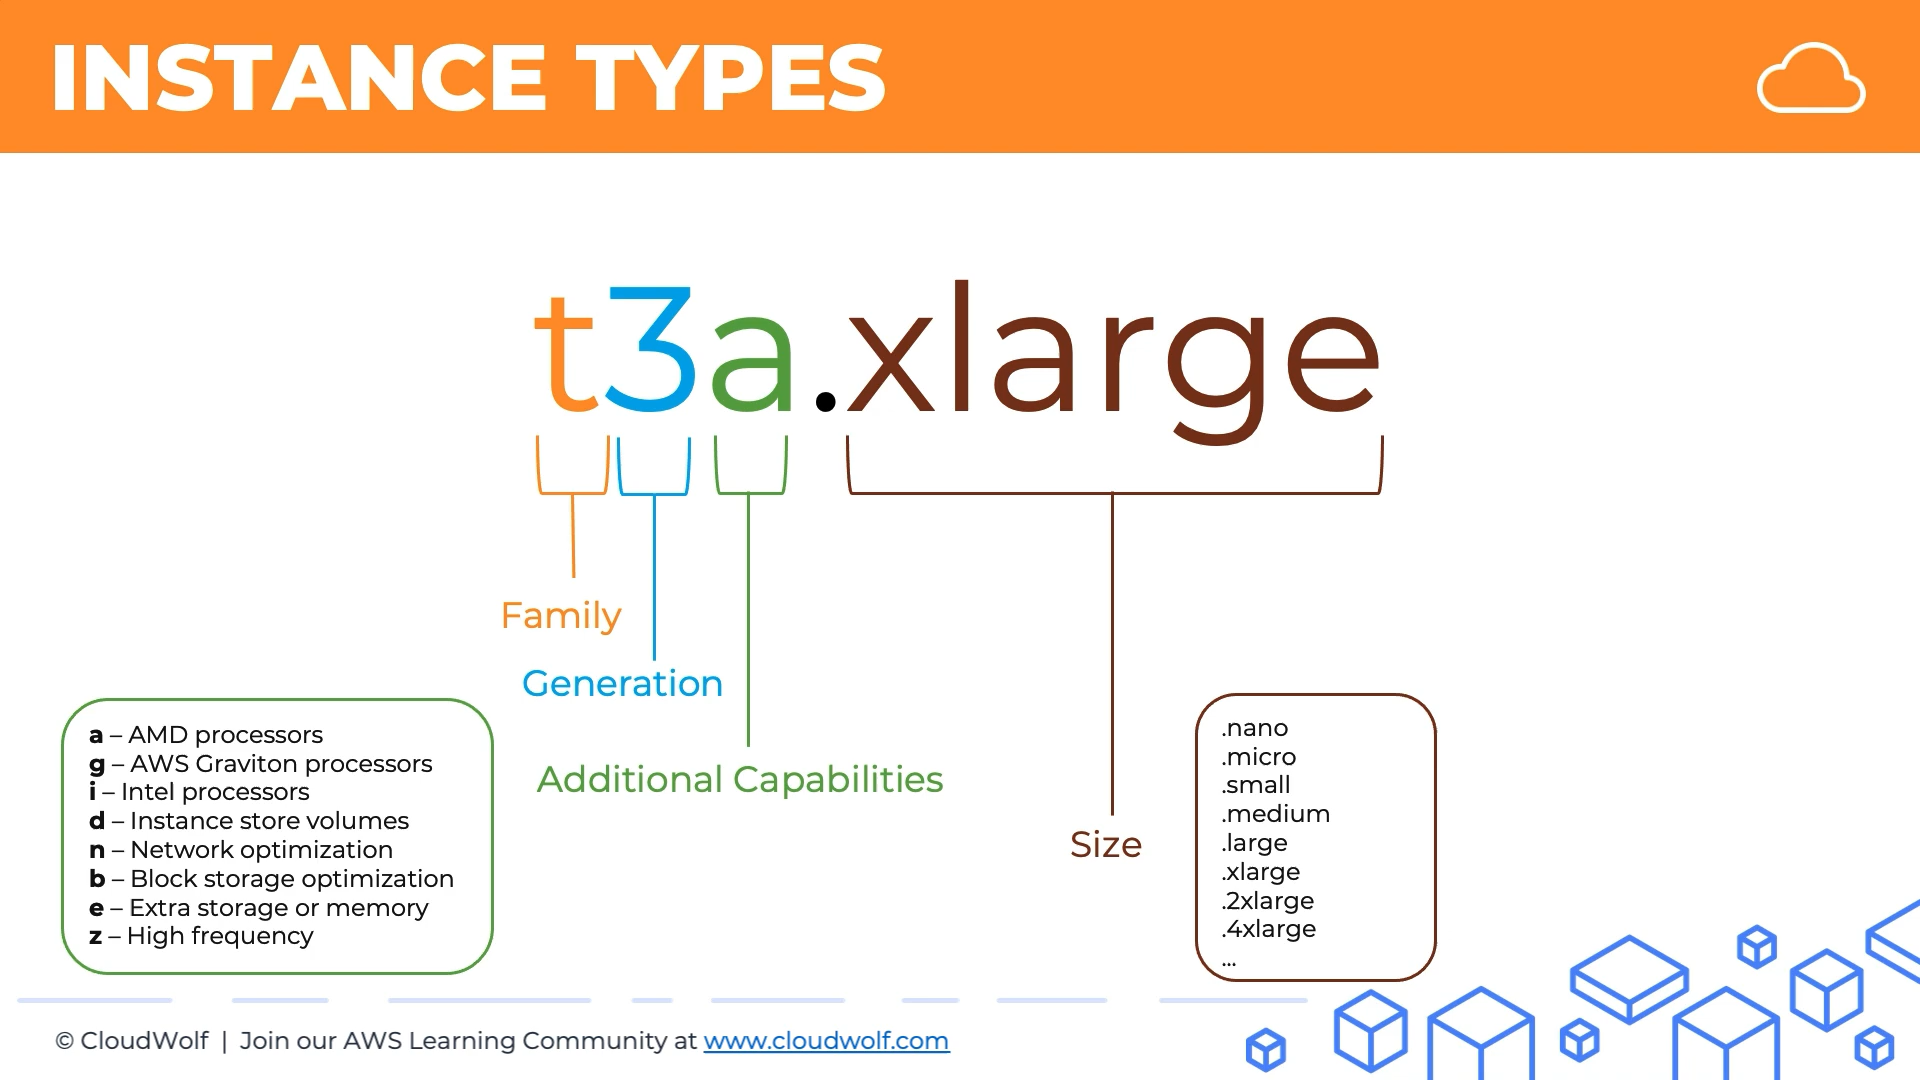 INSTANCE TYPES
t3a.xlarge
Family
Generation
Additional Capabilities
Size
a – AMD processors
g – AWS Graviton processors
i – Intel processors
d – Instance store volumes
n – Network optimization
b – Block storage optimization
e – Extra storage or memory
z – High frequency
.nano
.micro
.small
.medium
.large
.xlarge
.2xlarge
.4xlarge
...
© CloudWolf | Join our AWS Learning Community at www.cloudwolf.com